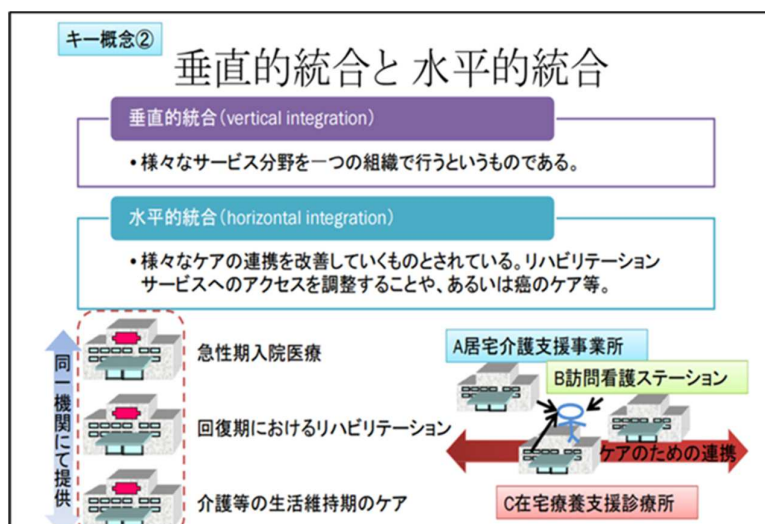 キー概念②
垂直的統合と水平的統合
垂直的統合(vertical integration)
• 様々なサービス分野を一つの組織で行うというものである。
水平的統合(horizontal integration)
• 様々なケアの連携を改善していくものとされている。リハビリテーション
サービスへのアクセスを調整することや、あるいは癌のケア等。
同一機関にて提供
急性期入院医療
回復期におけるリハビリテーション
介護等の生活維持期のケア
A居宅介護支援事業所
B訪問看護ステーション
ケアのための連携
C在宅療養支援診療所